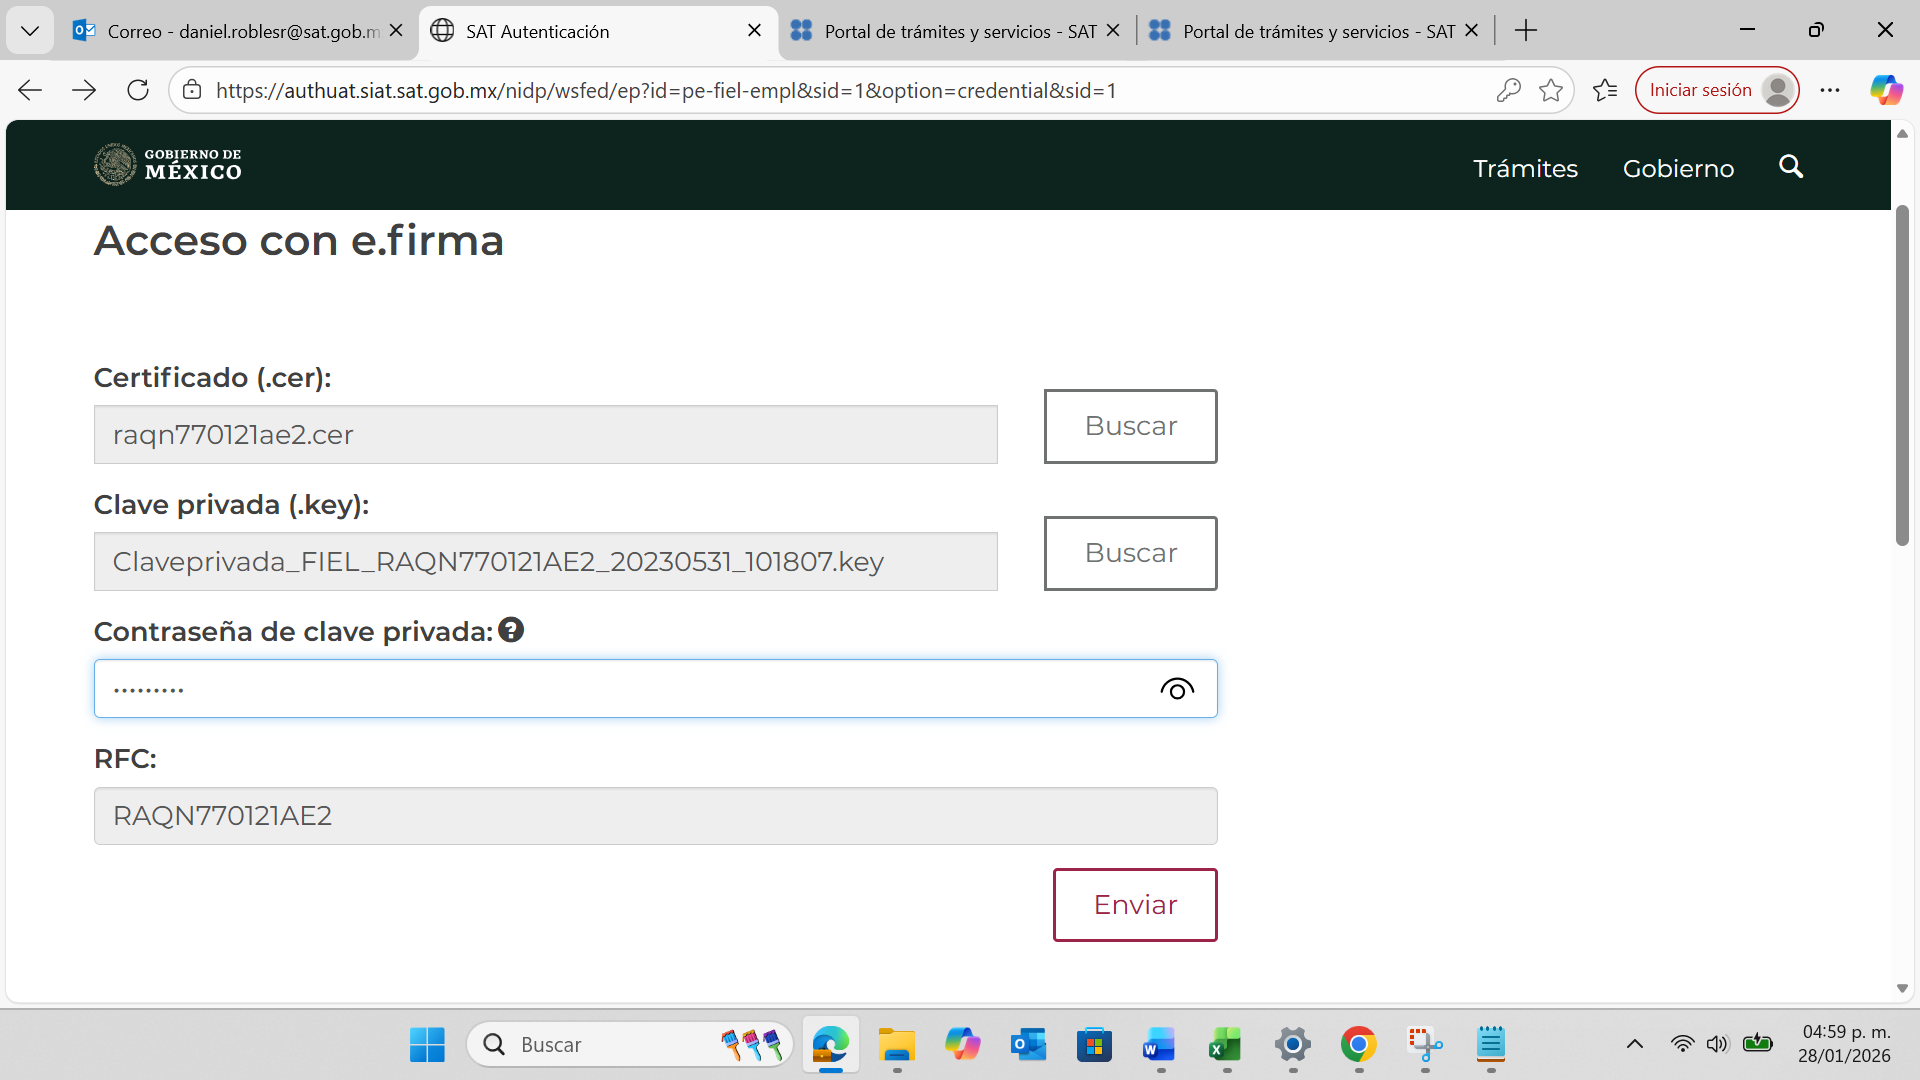 Correo - daniel.roblesr@sat.gob.m
SAT Autenticación
Portal de trámites y servicios - SAT
Portal de trámites y servicios - SAT
https://authuat.siat.sat.gob.mx/nidp/wsfed/ep?id=pe-fiel-empl&sid=1&option=credential&sid=1
Iniciar sesión
GOBIERNO DE
MÉXICO
Trámites
Gobierno
Acceso con e.firma
Certificado (.cer):
raqn770121ae2.cer
Buscar
Clave privada (.key):
Claveprivada_FIEL_RAQN770121AE2_20230531_101807.key
Buscar
Contraseña de clave privada:
RFC:
RAQN770121AE2
Enviar
Buscar
04:59 p. m.
28/01/2026